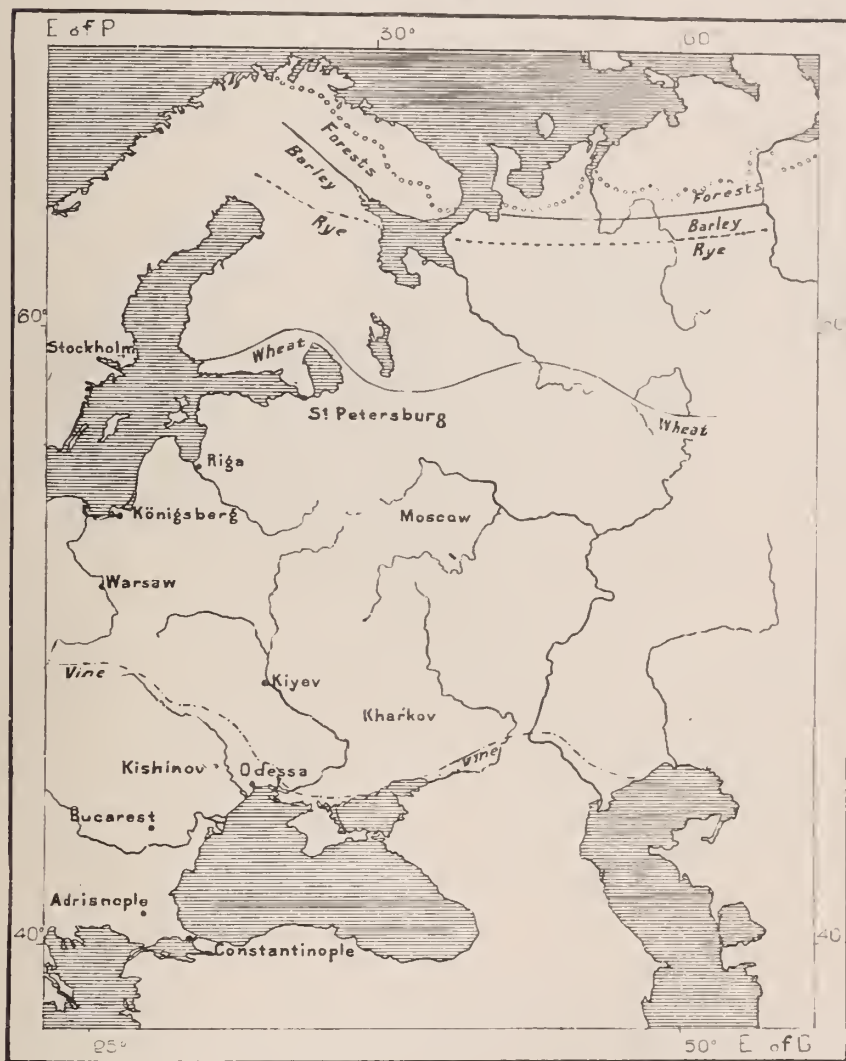 E of P
30°
60
Forests
Barley
Rye
Forests
Barley
Rye
60°
Stockholm
Wheat
St Petersburg
Wheat
Riga
Königsberg
Moscow
Warsaw
Vine
Kiyev
Kharkov
Vine
Kishinov
Odessa
Bucarest
Adrisnople
40°
40
Constantinople
25°
50° E of G